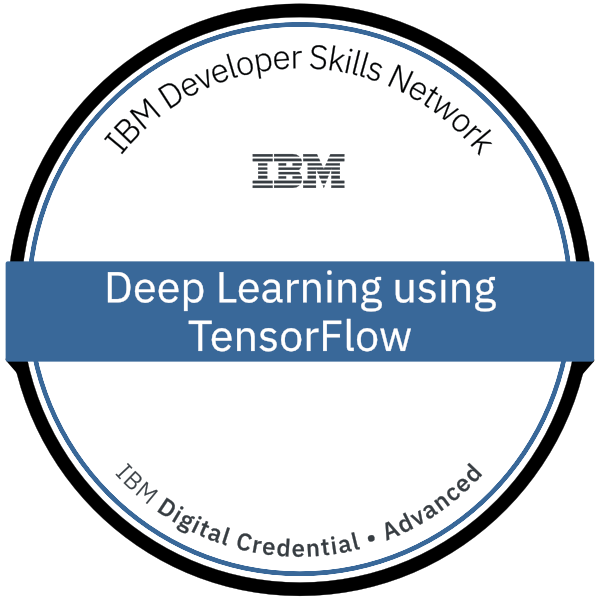 IBM Developer Skills Network
IBM
Deep Learning using
TensorFlow
IBM Digital Credential • Advanced